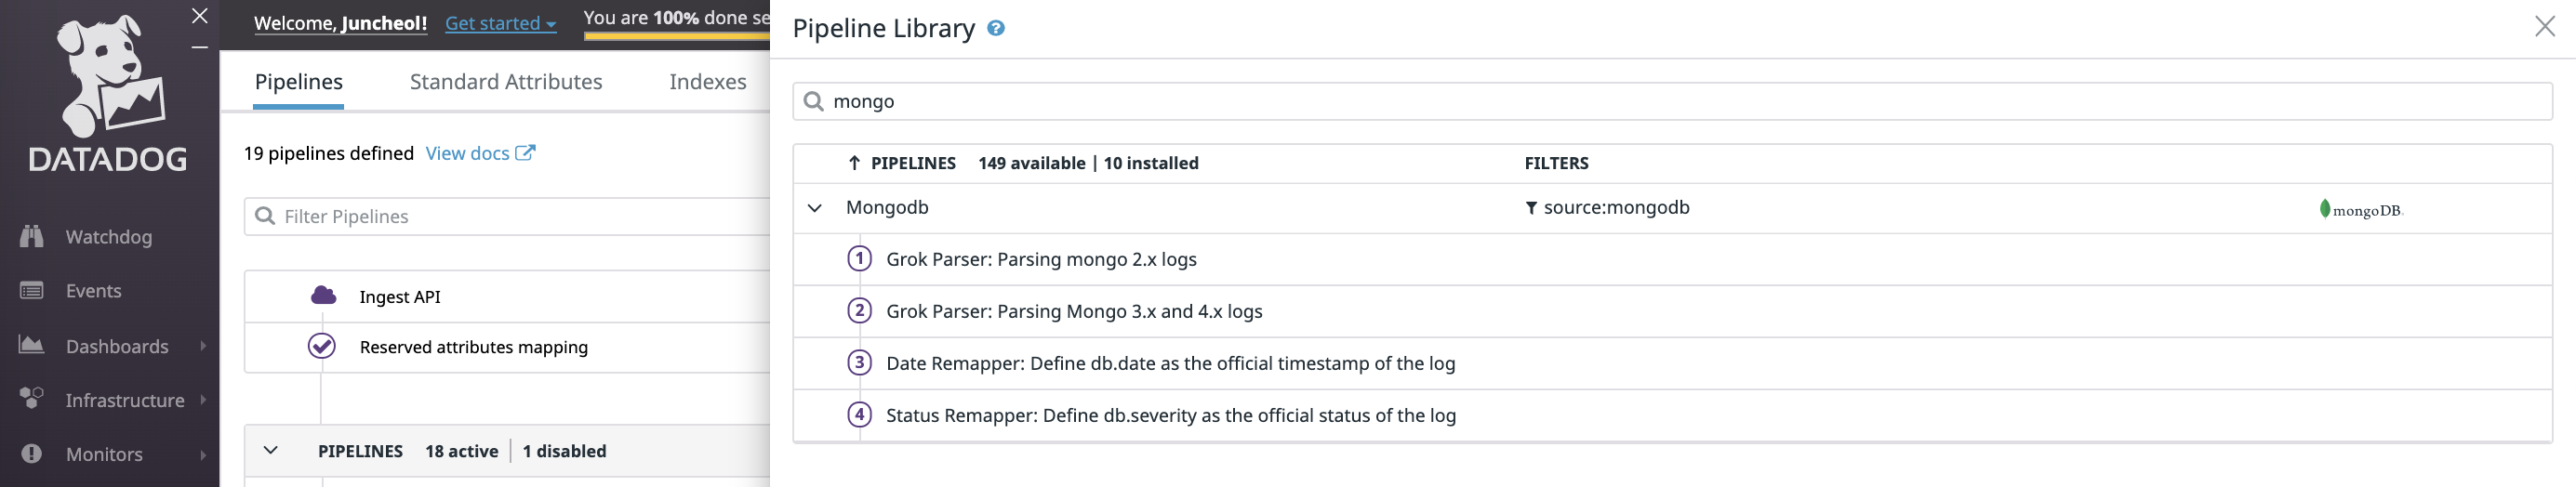 DATADOG
Watchdog
Events
Dashboards
Infrastructure
Monitors
Welcome, Juncheol! Get started You are 100% done se
Pipelines Standard Attributes Indexes
19 pipelines defined View docs
Filter Pipelines
Ingest API
Reserved attributes mapping
PIPELINES 18 active | 1 disabled
Pipeline Library ?
mongo
↑ PIPELINES 149 available | 10 installed FILTERS
Mongodb source:mongodb mongoDB.
1 Grok Parser: Parsing mongo 2.x logs
2 Grok Parser: Parsing Mongo 3.x and 4.x logs
3 Date Remapper: Define db.date as the official timestamp of the log
4 Status Remapper: Define db.severity as the official status of the log